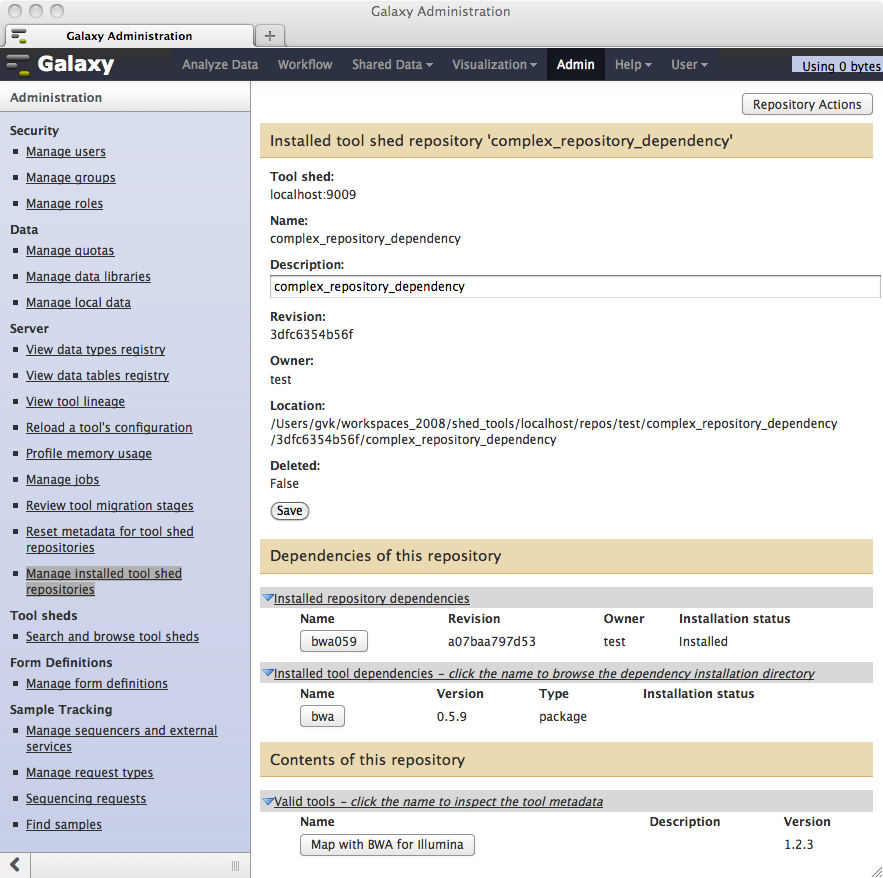 Galaxy Administration
Galaxy Administration
Galaxy
Analyze Data Workflow Shared Data Visualization Admin Help User Using 0 bytes
Administration
Security
Manage users
Manage groups
Manage roles
Data
Manage quotas
Manage data libraries
Manage local data
Server
View data types registry
View data tables registry
View tool lineage
Reload a tool's configuration
Profile memory usage
Manage jobs
Review tool migration stages
Reset metadata for tool shed
repositories
Manage installed tool shed
repositories
Tool sheds
Search and browse tool sheds
Form Definitions
Manage form definitions
Sample Tracking
Manage sequencers and external
services
Manage request types
Sequencing requests
Find samples
Repository Actions
Installed tool shed repository 'complex_repository_dependency'
Tool shed:
localhost:9009
Name:
complex_repository_dependency
Description:
complex_repository_dependency
Revision:
3dfc6354b56f
Owner:
test
Location:
/Users/gvk/workspaces_2008/shed_tools/localhost/repos/test/complex_repository_dependency
/3dfc6354b56f/complex_repository_dependency
Deleted:
False
Save
Dependencies of this repository
Installed repository dependencies
Name Revision Owner Installation status
bwa059 a07baa797d53 test Installed
Installed tool dependencies - click the name to browse the dependency installation directory
Name Version Type Installation status
bwa 0.5.9 package
Contents of this repository
Valid tools - click the name to inspect the tool metadata
Name Description Version
Map with BWA for Illumina 1.2.3